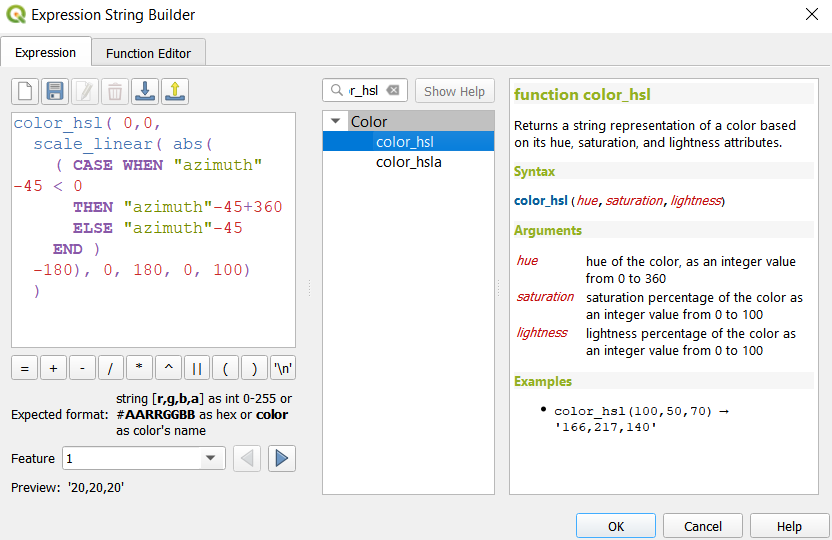 Expression String Builder
Expression
Function Editor
color_hsl( 0,0,
scale_linear( abs(
( CASE WHEN "azimuth"
-45 < 0
THEN "azimuth"-45+360
ELSE "azimuth"-45
END )
-180), 0, 180, 0, 100)
)
= + - / * ^ || ( ) '\n'
Expected format: string [r,g,b,a] as int 0-255 or
#AARRGGBB as hex or color
as color's name
Feature 1
Preview: '20,20,20'
r_hsl
Show Help
Color
color_hsl
color_hsla
function color_hsl
Returns a string representation of a color based
on its hue, saturation, and lightness attributes.
Syntax
color_hsl(hue,saturation,lightness)
Arguments
hue hue of the color, as an integer value
from 0 to 360
saturation saturation percentage of the color as
an integer value from 0 to 100
lightness lightness percentage of the color as
an integer value from 0 to 100
Examples
• color_hsl(100,50,70) →
'166,217,140'
OK
Cancel
Help